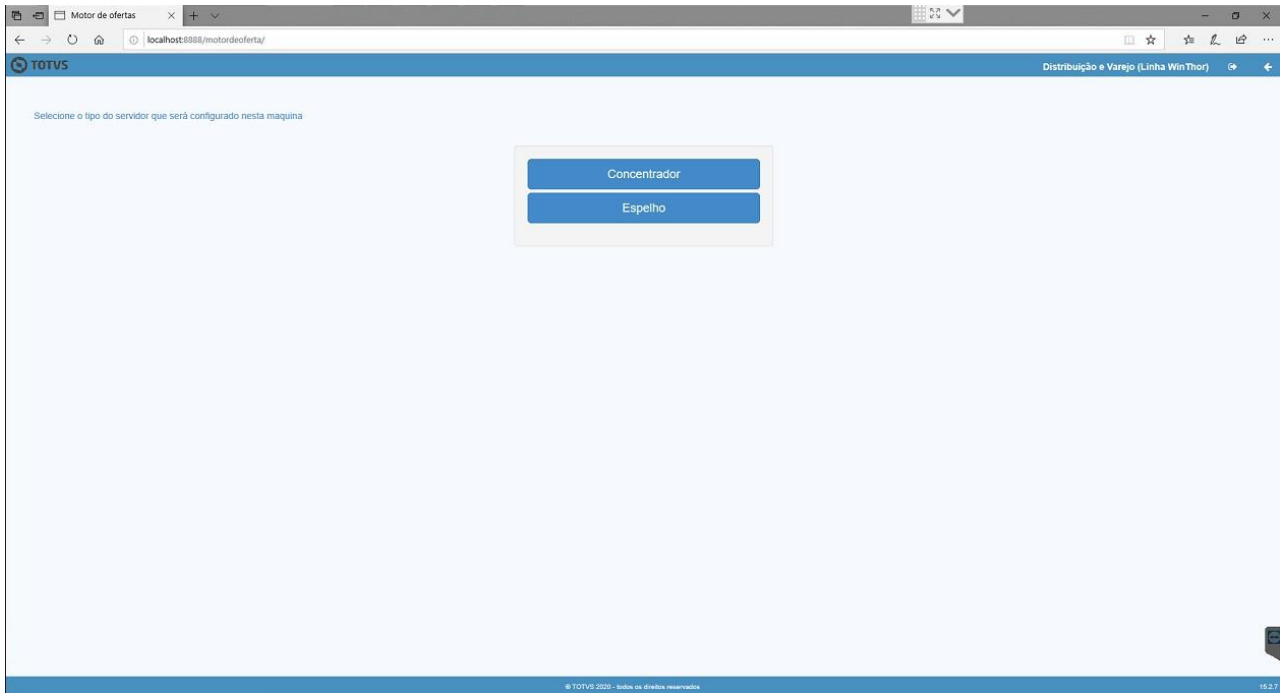 Motor de ofertas
localhost:8888/motordeoferta/
TOTVS
Distribuição e Varejo (Linha WinThor)
Selecione o tipo do servidor que será configurado nesta maquina
Concentrador
Espelho
© TOTVS 2020 - todos os direitos reservados
15.2.7